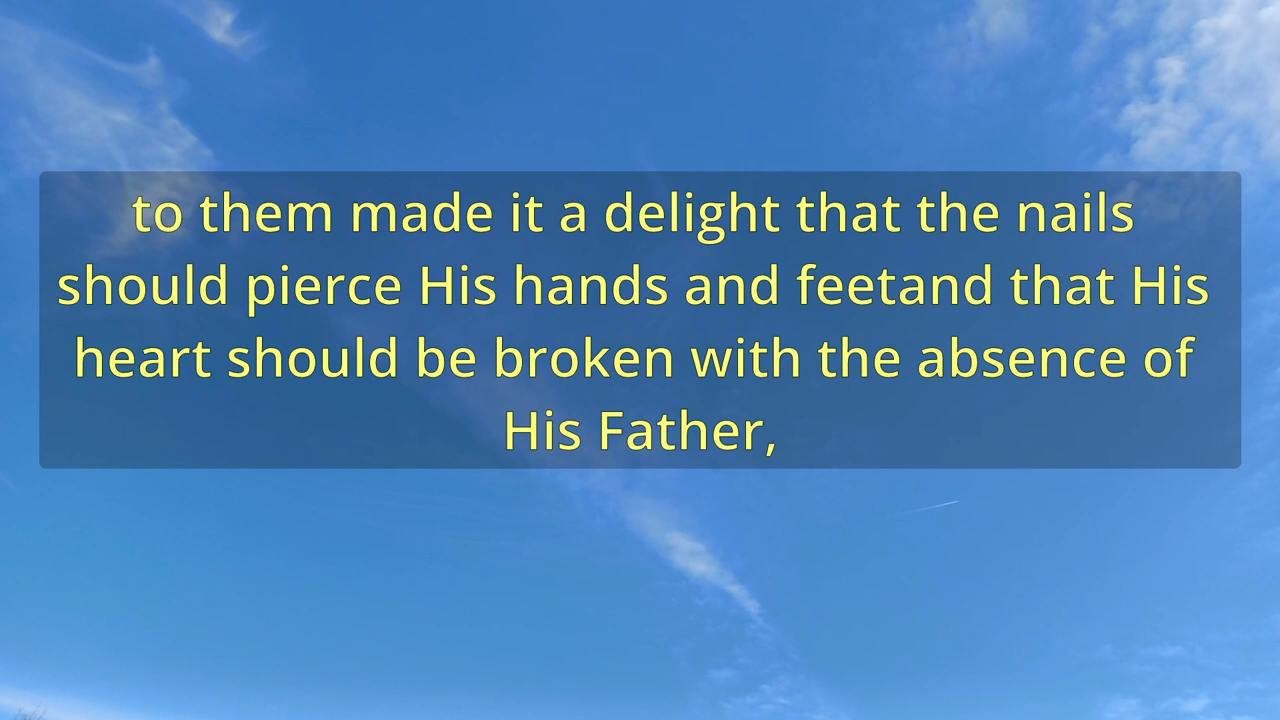 to them made it a delight that the nails
should pierce His hands and feetand that His
heart should be broken with the absence of
His Father,